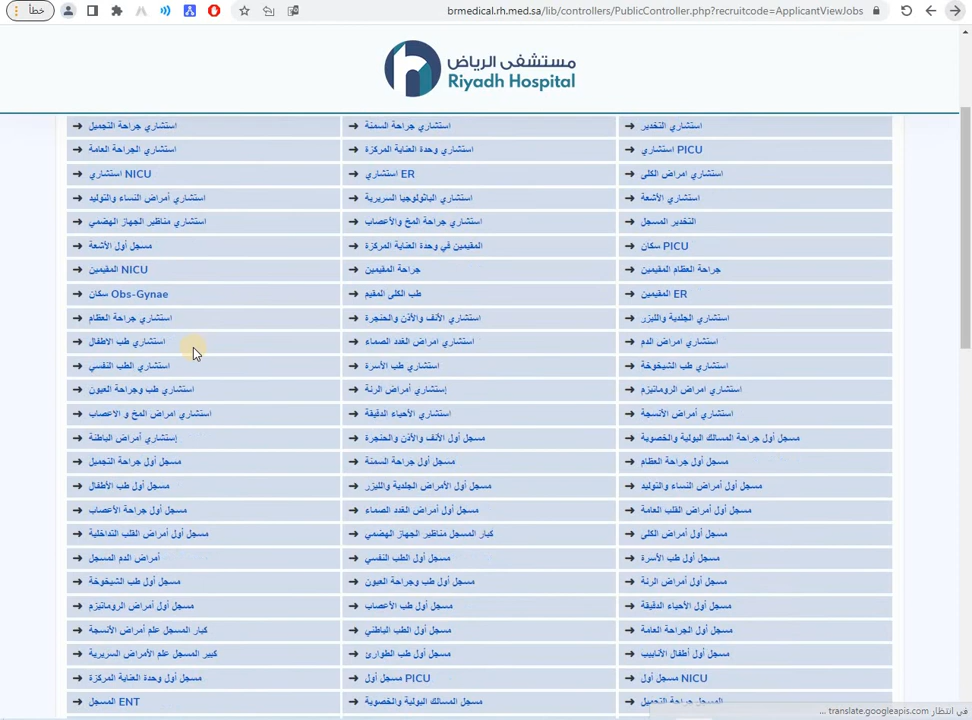 خطأ
brmedical.rh.med.sa/lib/controllers/PublicController.php?recruitcode=ApplicantViewJobs
مستشفى الرياض
Riyadh Hospital
استشاري جراحة التجميل
استشاري جراحة السمنة
استشاري التخدير
استشاري الجراحة العامة
استشاري وحدة العناية المركزة
PICU استشاري
NICU استشاري
ER استشاري
استشاري امراض الكلى
استشاري أمراض النساء والتوليد
استشاري الباثولوجيا السريرية
استشاري الأشعة
استشاري مناظير الجهاز الهضمي
استشاري جراحة المخ والأعصاب
التخدير المسجل
مسجل أول الأشعة
المقيمين في وحدة العناية المركزة
PICU سكان
NICU المقيمين
جراحة المقيمين
جراحة العظام المقيمين
Obs-Gynae سكان
طب الكلى المقيم
ER المقيمين
استشاري جراحة العظام
استشاري الأنف والأذن والحنجرة
استشاري الجلدية والليزر
استشاري طب الاطفال
استشاري امراض الغدد الصماء
استشاري امراض الدم
استشاري الطب النفسي
استشاري طب الأسرة
استشاري طب الشيخوخة
استشاري طب وجراحة العيون
إستشاري أمراض الرئة
استشاري امراض الروماتيزم
استشاري امراض المخ و الاعصاب
استشاري الأحياء الدقيقة
استشاري أمراض الأنسجة
إستشاري أمراض الباطنة
مسجل أول الأنف والأذن والحنجرة
مسجل أول جراحة المسالك البولية والخصوية
مسجل أول جراحة التجميل
مسجل أول جراحة السمنة
مسجل أول جراحة العظام
مسجل أول طب الأطفال
مسجل أول الأمراض الجلدية والليزر
مسجل أول أمراض النساء والتوليد
مسجل أول جراحة الأعصاب
مسجل أول الغدد الصماء
مسجل أول أمراض القلب العامة
مسجل أول أمراض القلب التداخلية
كبار المسجل مناظير الجهاز الهضمي
مسجل أول أمراض الكلى
أمراض الدم المسجل
مسجل أول الطب النفسي
مسجل أول طب الأسرة
مسجل أول طب الشيخوخة
مسجل أول طب وجراحة العيون
مسجل أول أمراض الرئة
مسجل أول أمراض الروماتيزم
مسجل أول طب الأعصاب
مسجل أول الأحياء الدقيقة
كبار المسجل علم أمراض الأنسجة
مسجل أول الطب الباطني
مسجل أول الجراحة العامة
كبير المسجل علم الأمراض السريرية
مسجل أول طب الطوارئ
مسجل أول أطفال الأنابيب
مسجل أول وحدة العناية المركزة
PICU مسجل أول
NICU مسجل أول
ENT المسجل
مسجل المسالك البولية والخصوية
المسجل جراحة التجميل
في انتظار translate.googleapis.com ...